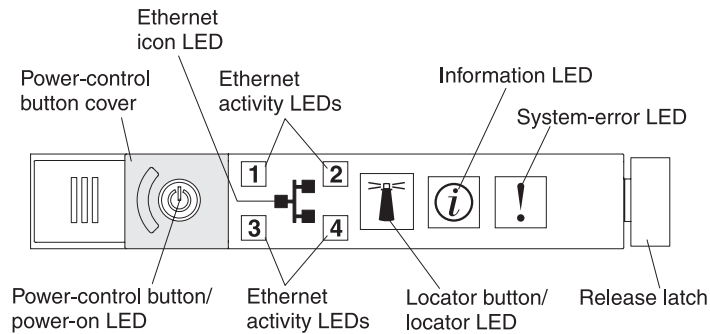 Ethernet
icon LED
Power-control
button cover
Ethernet
activity LEDs
Information LED
System-error LED
1
2
3
4
i
!
Power-control button/
power-on LED
Ethernet
activity LEDs
Locator button/
locator LED
Release latch